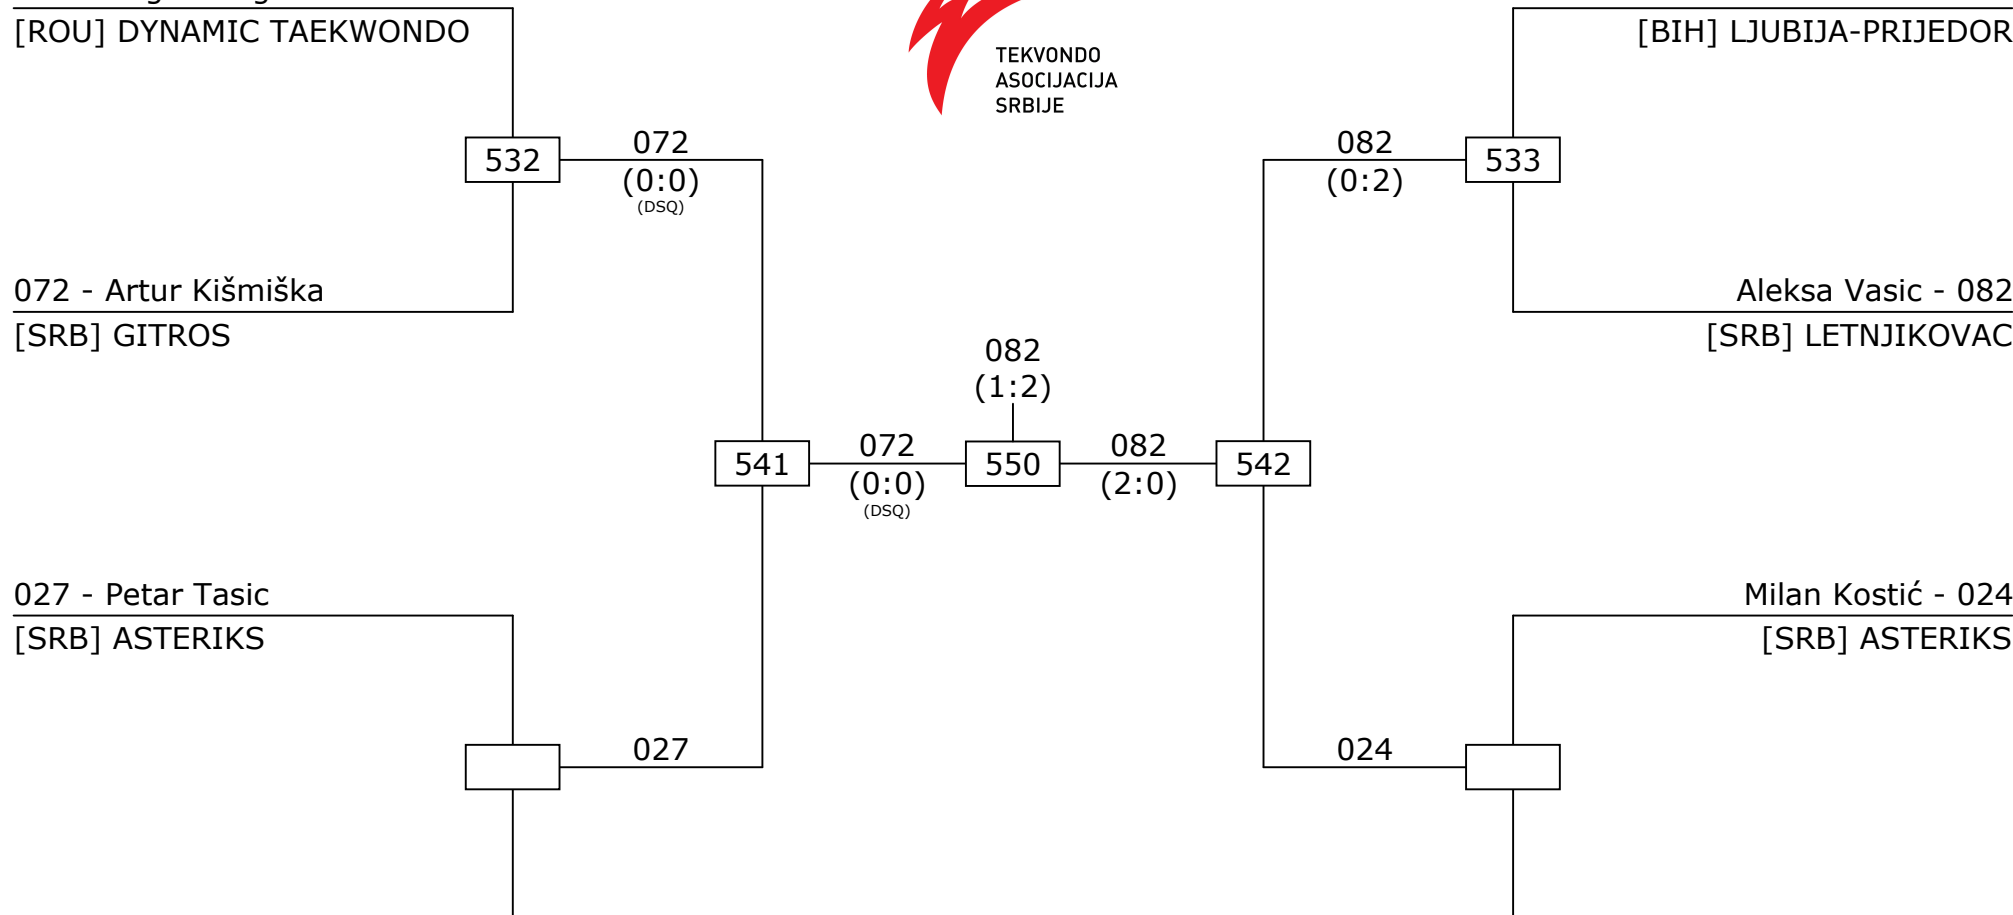 [ROU] DYNAMIC TAEKWONDO
[BIH] LJUBIJA-PRIJEDOR
TEKVONDO
ASOCIJACIJA
SRBIJE
532
072
(0:0)
(DSQ)
082
(0:2)
533
072 - Artur Kišmiška
[SRB] GITROS
Aleksa Vasic - 082
[SRB] LETNJIKOVAC
082
(1:2)
541
072
(0:0)
(DSQ)
550
082
(2:0)
542
027 - Petar Tasic
[SRB] ASTERIKS
Milan Kostić - 024
[SRB] ASTERIKS
027
024